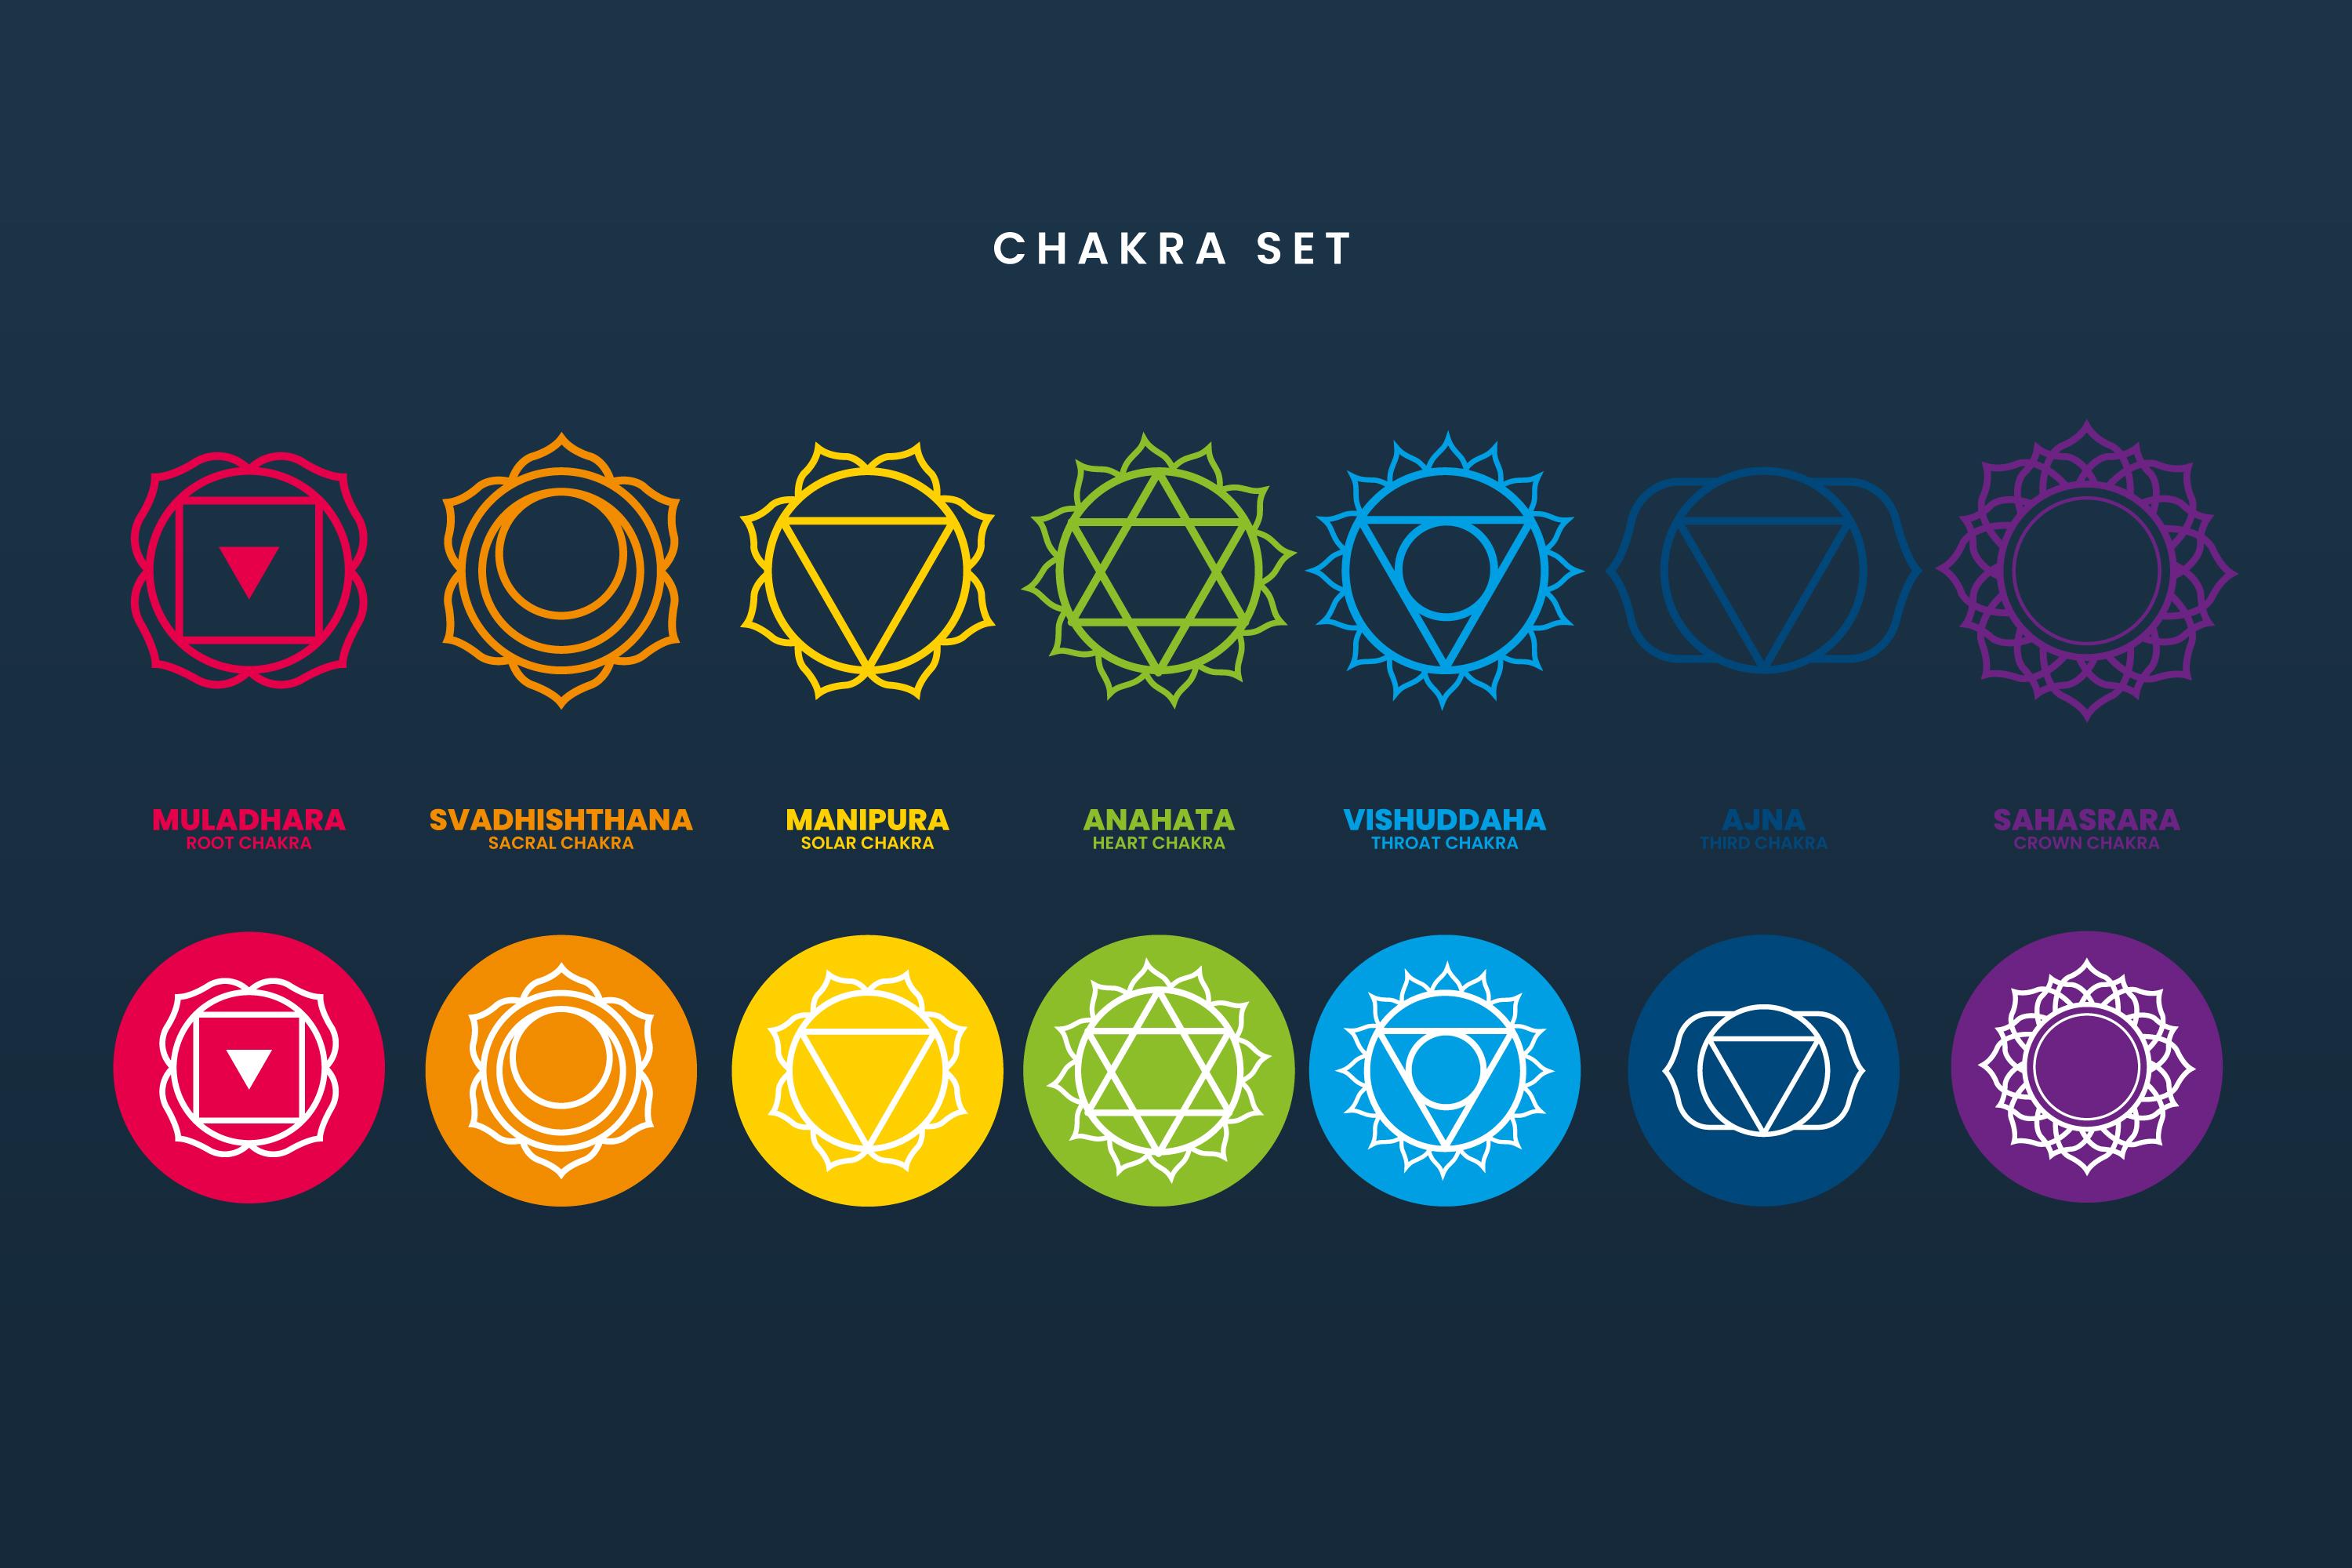 CHAKRA SET
MULADHARA
ROOT CHAKRA
SVADHISHTHANA
SACRAL CHAKRA
MANIPURA
SOLAR CHAKRA
ANAHATA
HEART CHAKRA
VISHUDDAHA
THROAT CHAKRA
AJNA
THIRD CHAKRA
SAHASRARA
CROWN CHAKRA